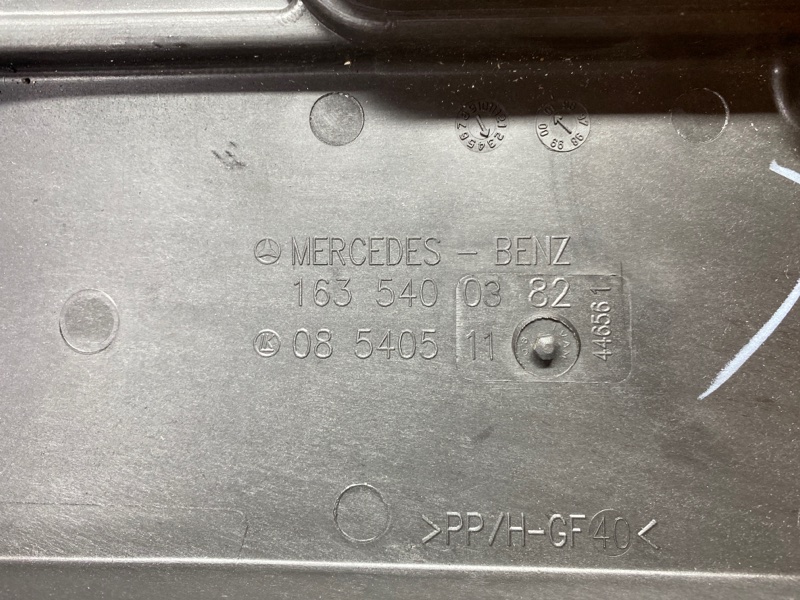 MERCEDES - BENZ
163 540 03 82
K 08 5405 11
44656 1
>PP/H-GF40<